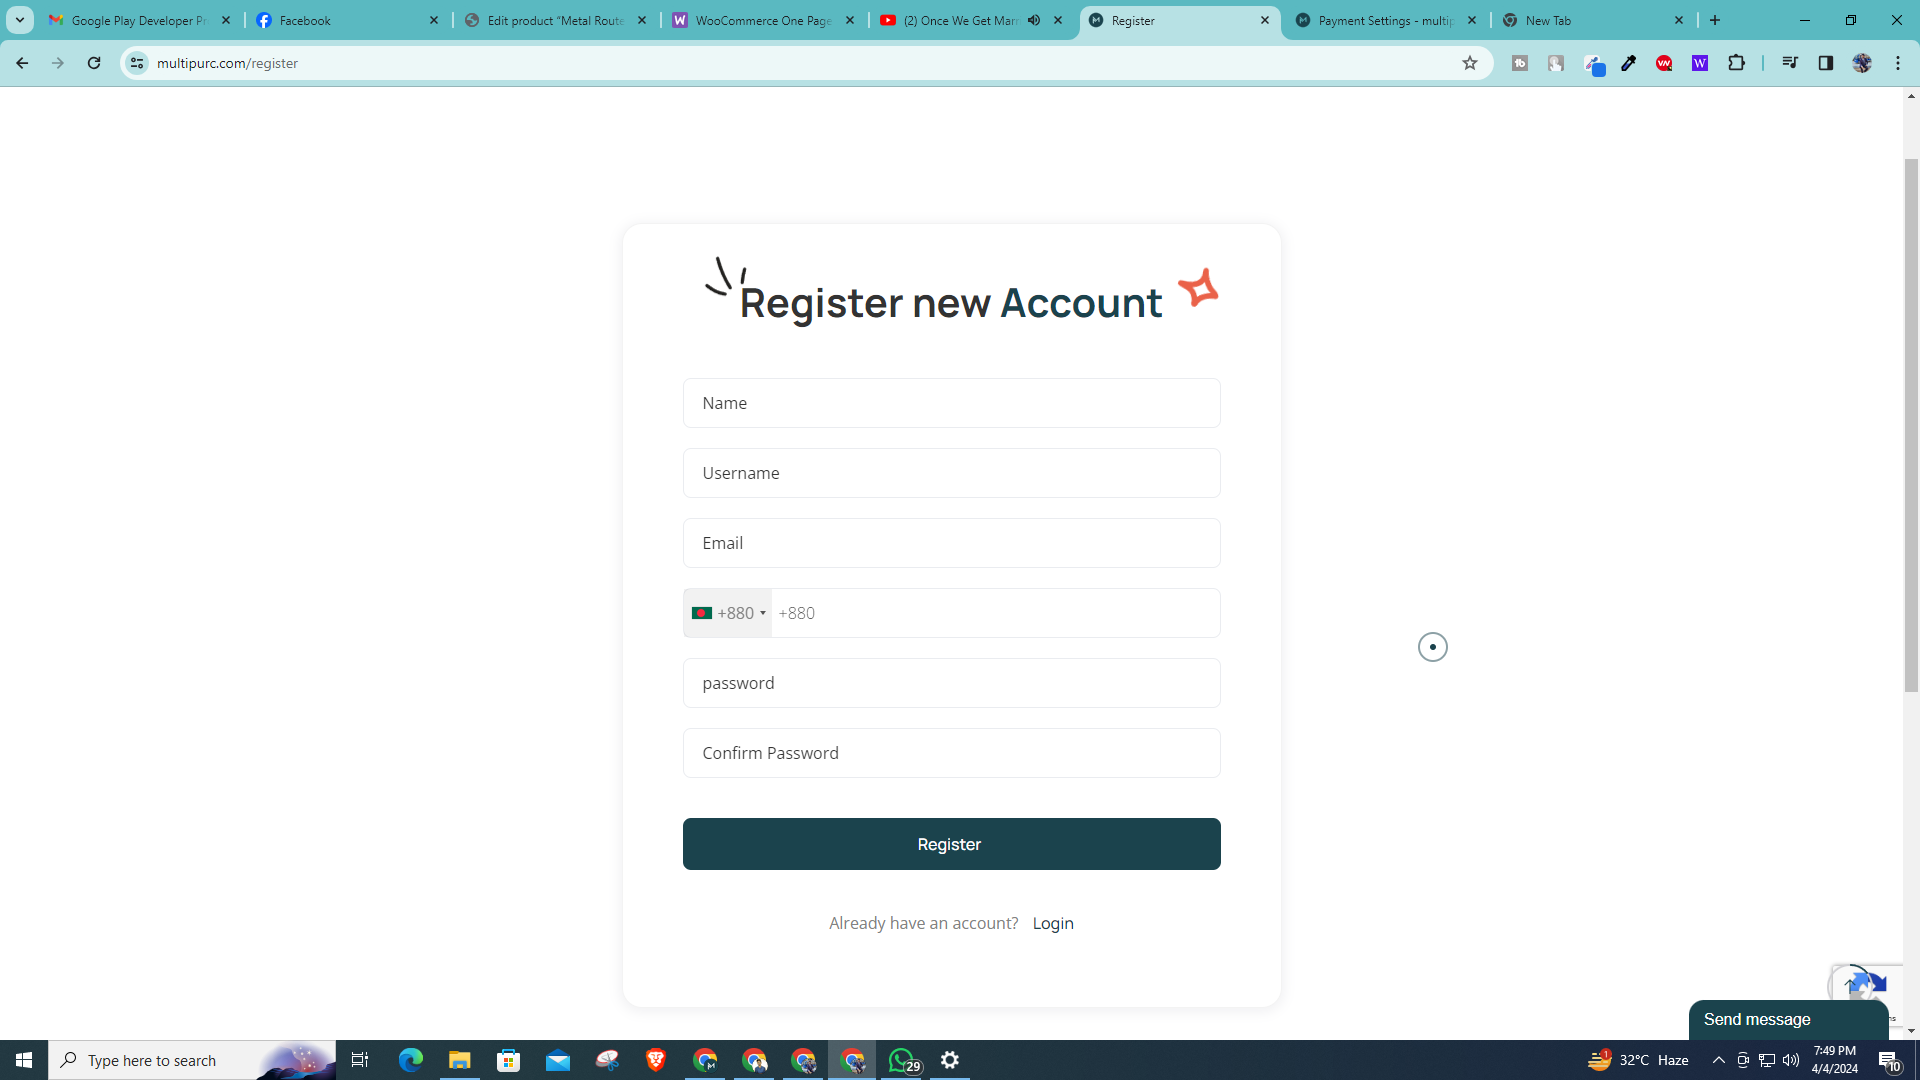 Google Play Developer Pr
Facebook
Edit product “Metal Route
WooCommerce One Page
(2) Once We Get Marr
Register
Payment Settings - multip
New Tab
multipurc.com/register
Register new Account
Name
Username
Email
+880 +880
password
Confirm Password
Register
Already have an account? Login
Send message
Type here to search
29
1
32°C Haze
7:49 PM
4/4/2024
10